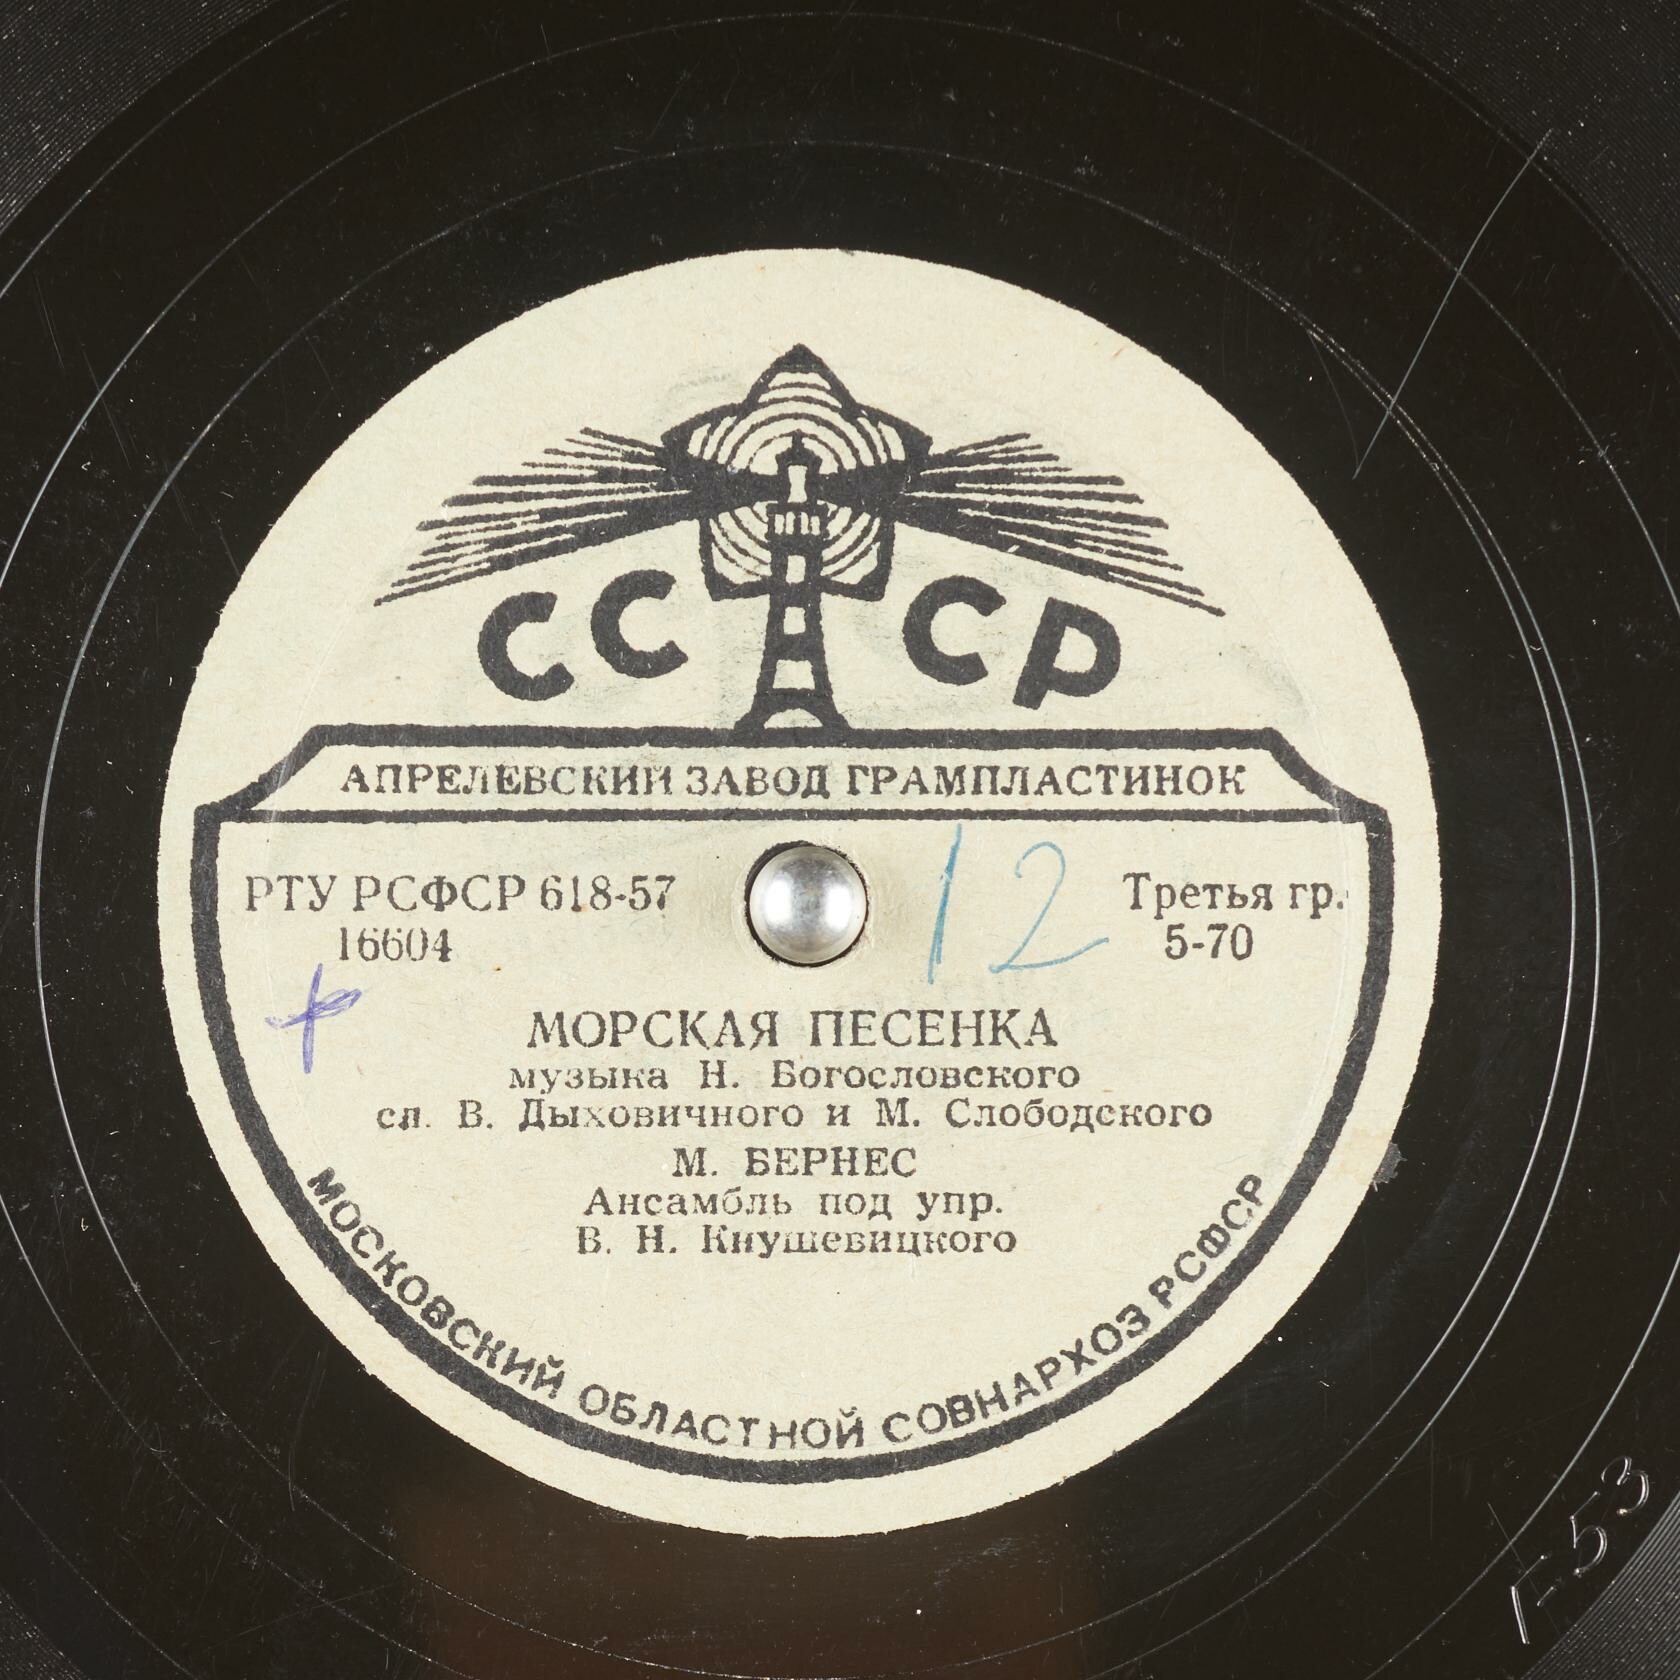 СССР
АПРЕЛЕВСКИЙ ЗАВОД ГРАМПЛАСТИНОК
РТУ РСФСР 618-57
16604
12
Третья гр.
5-70
МОРСКАЯ ПЕСЕНКА
музыка Н. Богословского
сл. В. Дыховичного и М. Слободского
М. БЕРНЕС
Ансамбль под упр.
В. Н. Кнушевицкого
МОСКОВСКИЙ ОБЛАСТНОЙ СОВНАРХОЗ РСФСР
Г-53